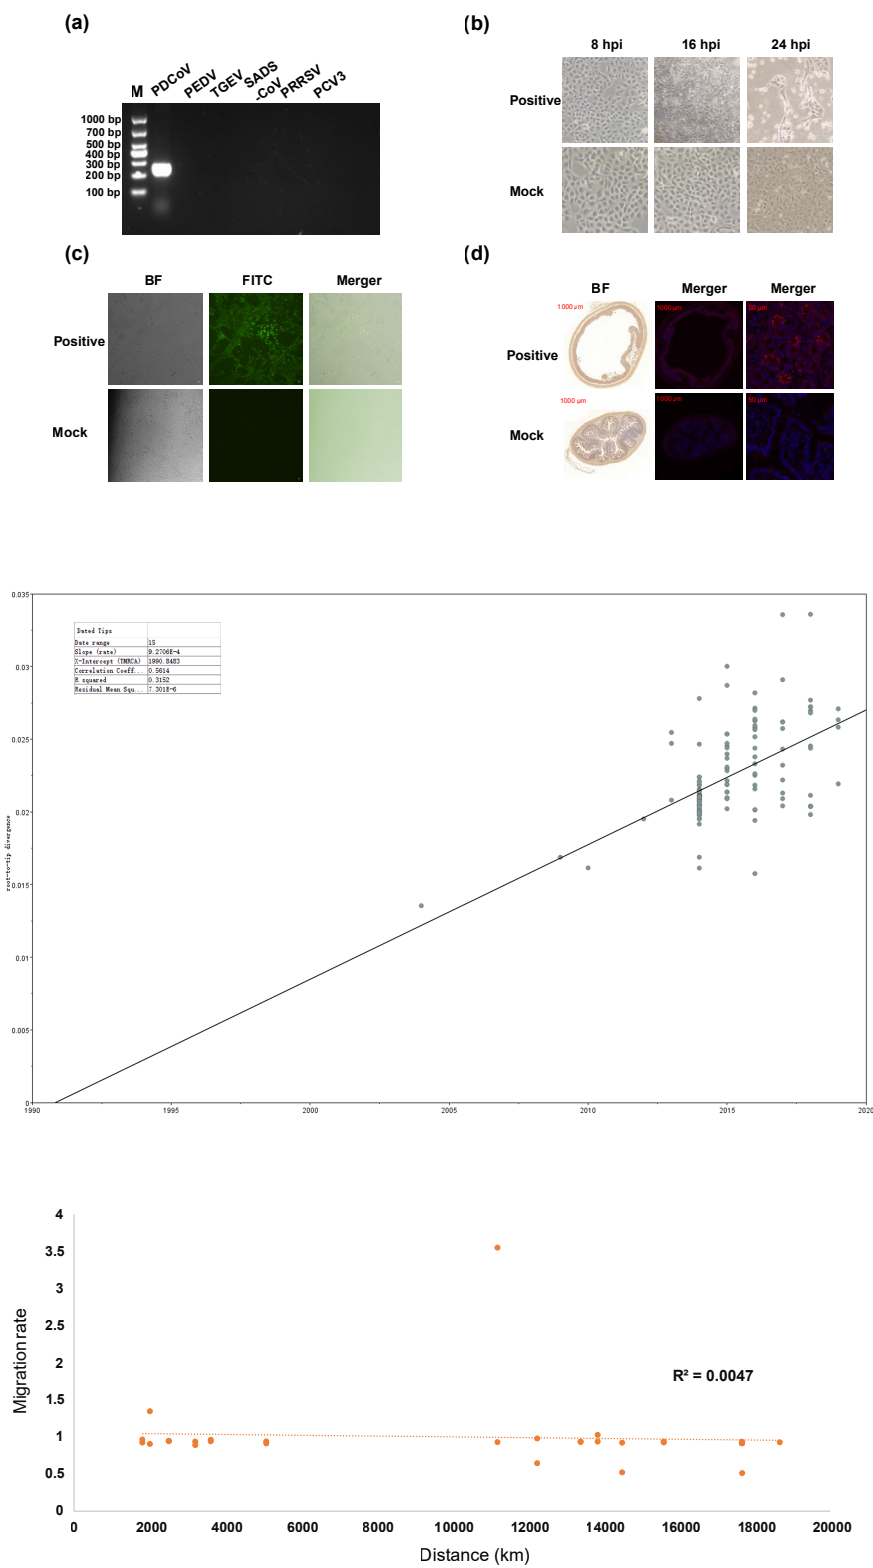 (a)
M PDCoV PEDV TGEV SADS -CoV PRRSV PCV3
1000 bp
700 bp
500 bp
400 bp
300 bp
200 bp
100 bp
(b)
8 hpi 16 hpi 24 hpi
Positive
Mock
(c)
BF FITC Merger
Positive
Mock
(d)
BF Merger Merger
1000 μm 1000 μm 50 μm
Positive
1000 μm 1000 μm 50 μm
Mock
0.035
0.03
0.025
0.02
0.015
0.01
0.005
0
root-to-tip divergence
Dated Tips
Date range 15
Slope (rate) 9.2706E-4
X-Intercept (TMRCA) 1990.8483
Correlation Coeff... 0.5614
R squared 0.3152
Residual Mean Squ... 7.301E-6
1990 1995 2000 2005 2010 2015 2020
4
3.5
3
2.5
2
1.5
1
0.5
0
Migration rate
R² = 0.0047
0 2000 4000 6000 8000 10000 12000 14000 16000 18000 20000
Distance (km)